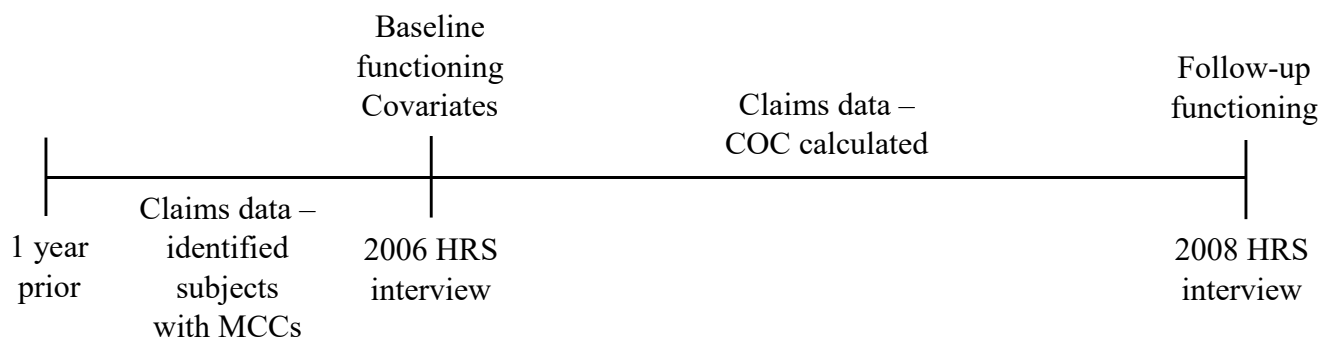 Baseline
functioning
Covariates
Claims data –
COC calculated
Follow-up
functioning
1 year
prior
Claims data –
identified
subjects
with MCCs
2006 HRS
interview
2008 HRS
interview